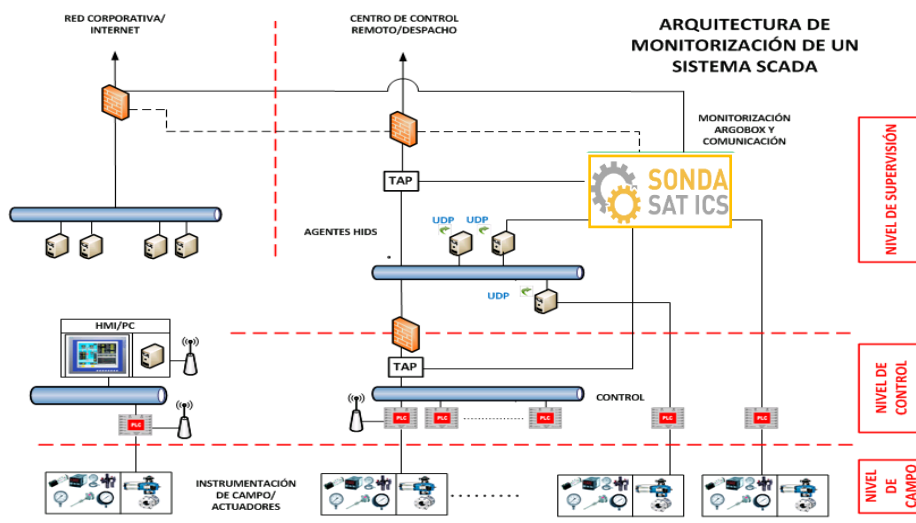 RED CORPORATIVA/
INTERNET
CENTRO DE CONTROL
REMOTO/DESPACHO
ARQUITECTURA DE
MONITORIZACIÓN DE UN
SISTEMA SCADA
MONITORIZACIÓN
ARGOBOX Y
COMUNICACIÓN
NIVEL DE SUPERVISIÓN
TAP
SONDA
SAT ICS
AGENTES HIDS
UDP
UDP
UDP
HMI/PC
TAP
CONTROL
NIVEL DE
CONTROL
PLC
PLC
PLC
PLC
PLC
PLC
INSTRUMENTACIÓN
DE CAMPO/
ACTUADORES
NIVEL
DE
CAMPO